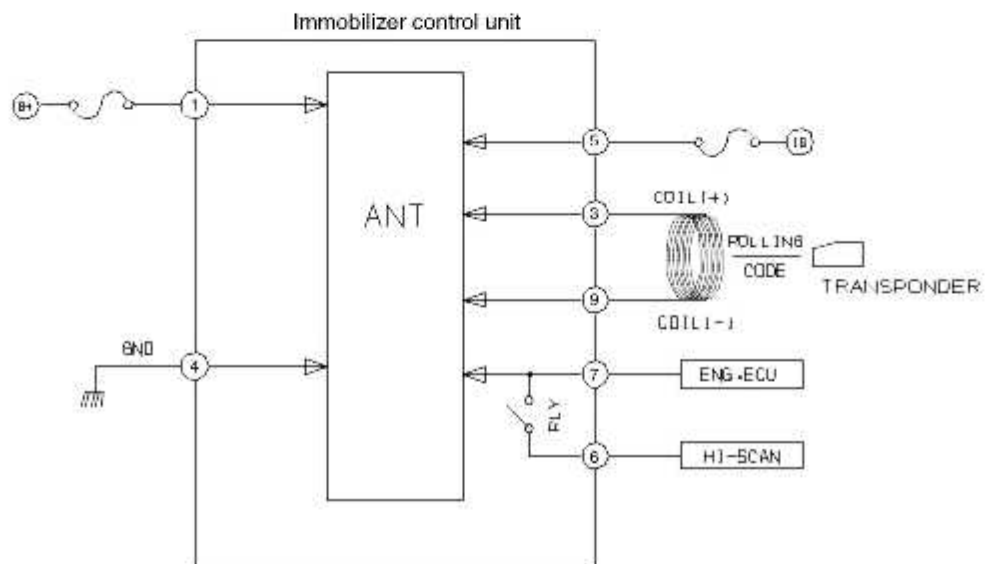 Immobilizer control unit
B+
1
5
IG
ANT
COIL(+)
3
ROLLING
CODE
TRANSPONDER
9
COIL(-)
GND
4
7
ENG.ECU
RLY
6
HI-SCAN